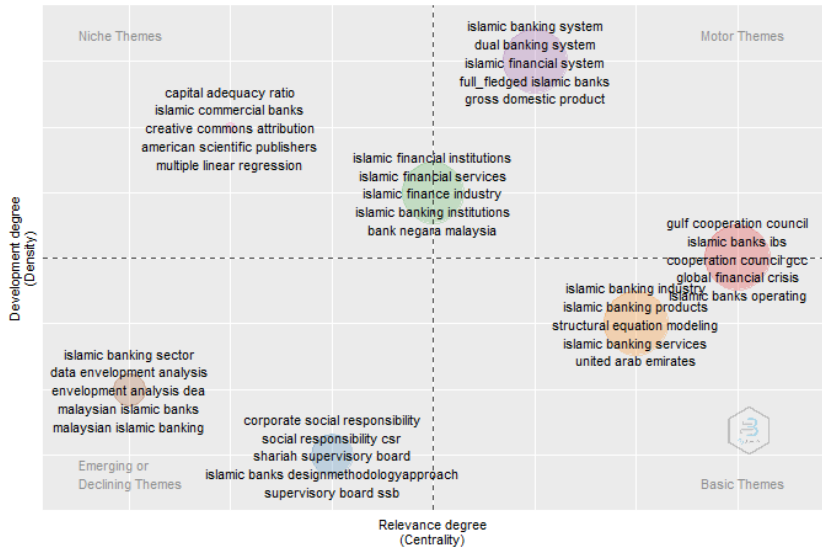 Niche Themes
Motor Themes
islamic banking system
dual banking system
islamic financial system
full_fledged islamic banks
gross domestic product
capital adequacy ratio
islamic commercial banks
creative commons attribution
american scientific publishers
multiple linear regression
islamic financial institutions
islamic financial services
islamic finance industry
islamic banking institutions
bank negara malaysia
gulf cooperation council
islamic banks ibs
cooperation council gcc
global financial crisis
islamic banks operating
islamic banking industry
islamic banking products
structural equation modeling
islamic banking services
united arab emirates
islamic banking sector
data envelopment analysis
envelopment analysis dea
malaysian islamic banks
malaysian islamic banking
corporate social responsibility
social responsibility csr
shariah supervisory board
islamic banks designmethodologyapproach
supervisory board ssb
Emerging or
Declining Themes
Basic Themes
Development degree
(Density)
Relevance degree
(Centrality)